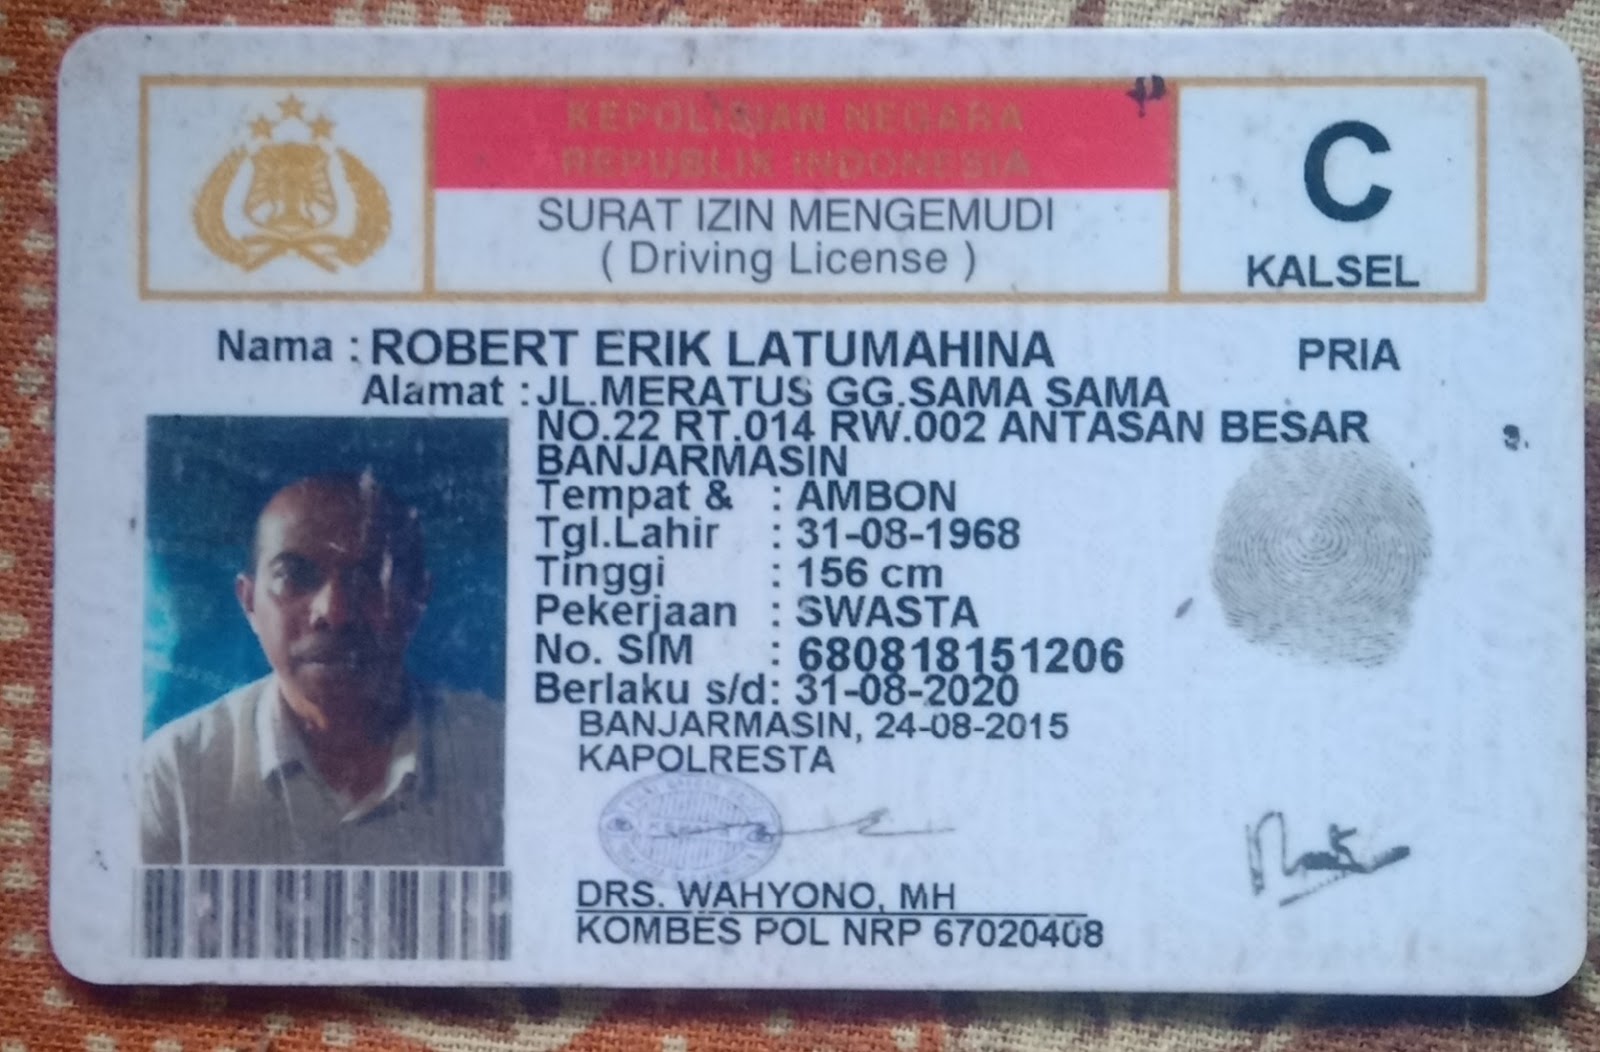 KEPOLISIAN NEGARA
REPUBLIK INDONESIA
SURAT IZIN MENGEMUDI
( Driving License )
C
KALSEL
Nama : ROBERT ERIK LATUMAHINA PRIA
Alamat : JL.MERATUS GG.SAMA SAMA
NO.22 RT.014 RW.002 ANTASAN BESAR
BANJARMASIN
Tempat & : AMBON
Tgl.Lahir : 31-08-1968
Tinggi : 156 cm
Pekerjaan : SWASTA
No. SIM : 680818151206
Berlaku s/d: 31-08-2020
BANJARMASIN, 24-08-2015
KAPOLRESTA
DRS. WAHYONO, MH
KOMBES POL NRP 67020408